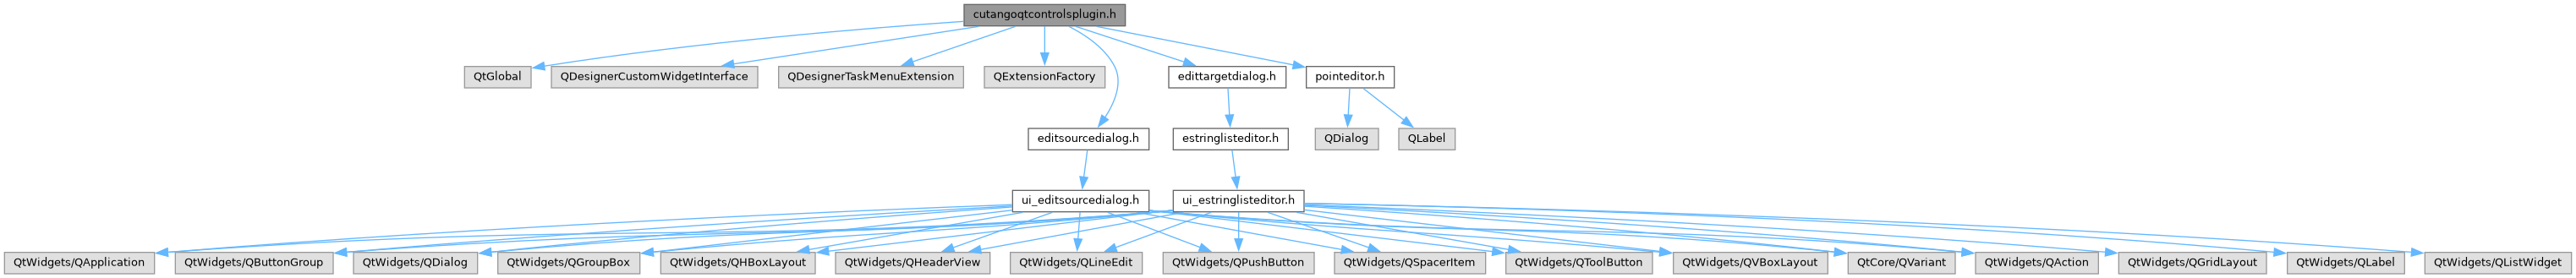 cutangoqtcontrolsplugin.h
QtGlobal
QDesignerCustomWidgetInterface
QDesignerTaskMenuExtension
QExtensionFactory
edittargetdialog.h
pointeditor.h
editsourcedialog.h
estringlisteditor.h
QDialog
QLabel
ui_editsourcedialog.h
ui_estringlisteditor.h
QtWidgets/QApplication
QtWidgets/QButtonGroup
QtWidgets/QDialog
QtWidgets/QGroupBox
QtWidgets/QHBoxLayout
QtWidgets/QHeaderView
QtWidgets/QLineEdit
QtWidgets/QPushButton
QtWidgets/QSpacerItem
QtWidgets/QToolButton
QtWidgets/QVBoxLayout
QtCore/QVariant
QtWidgets/QAction
QtWidgets/QGridLayout
QtWidgets/QLabel
QtWidgets/QListWidget